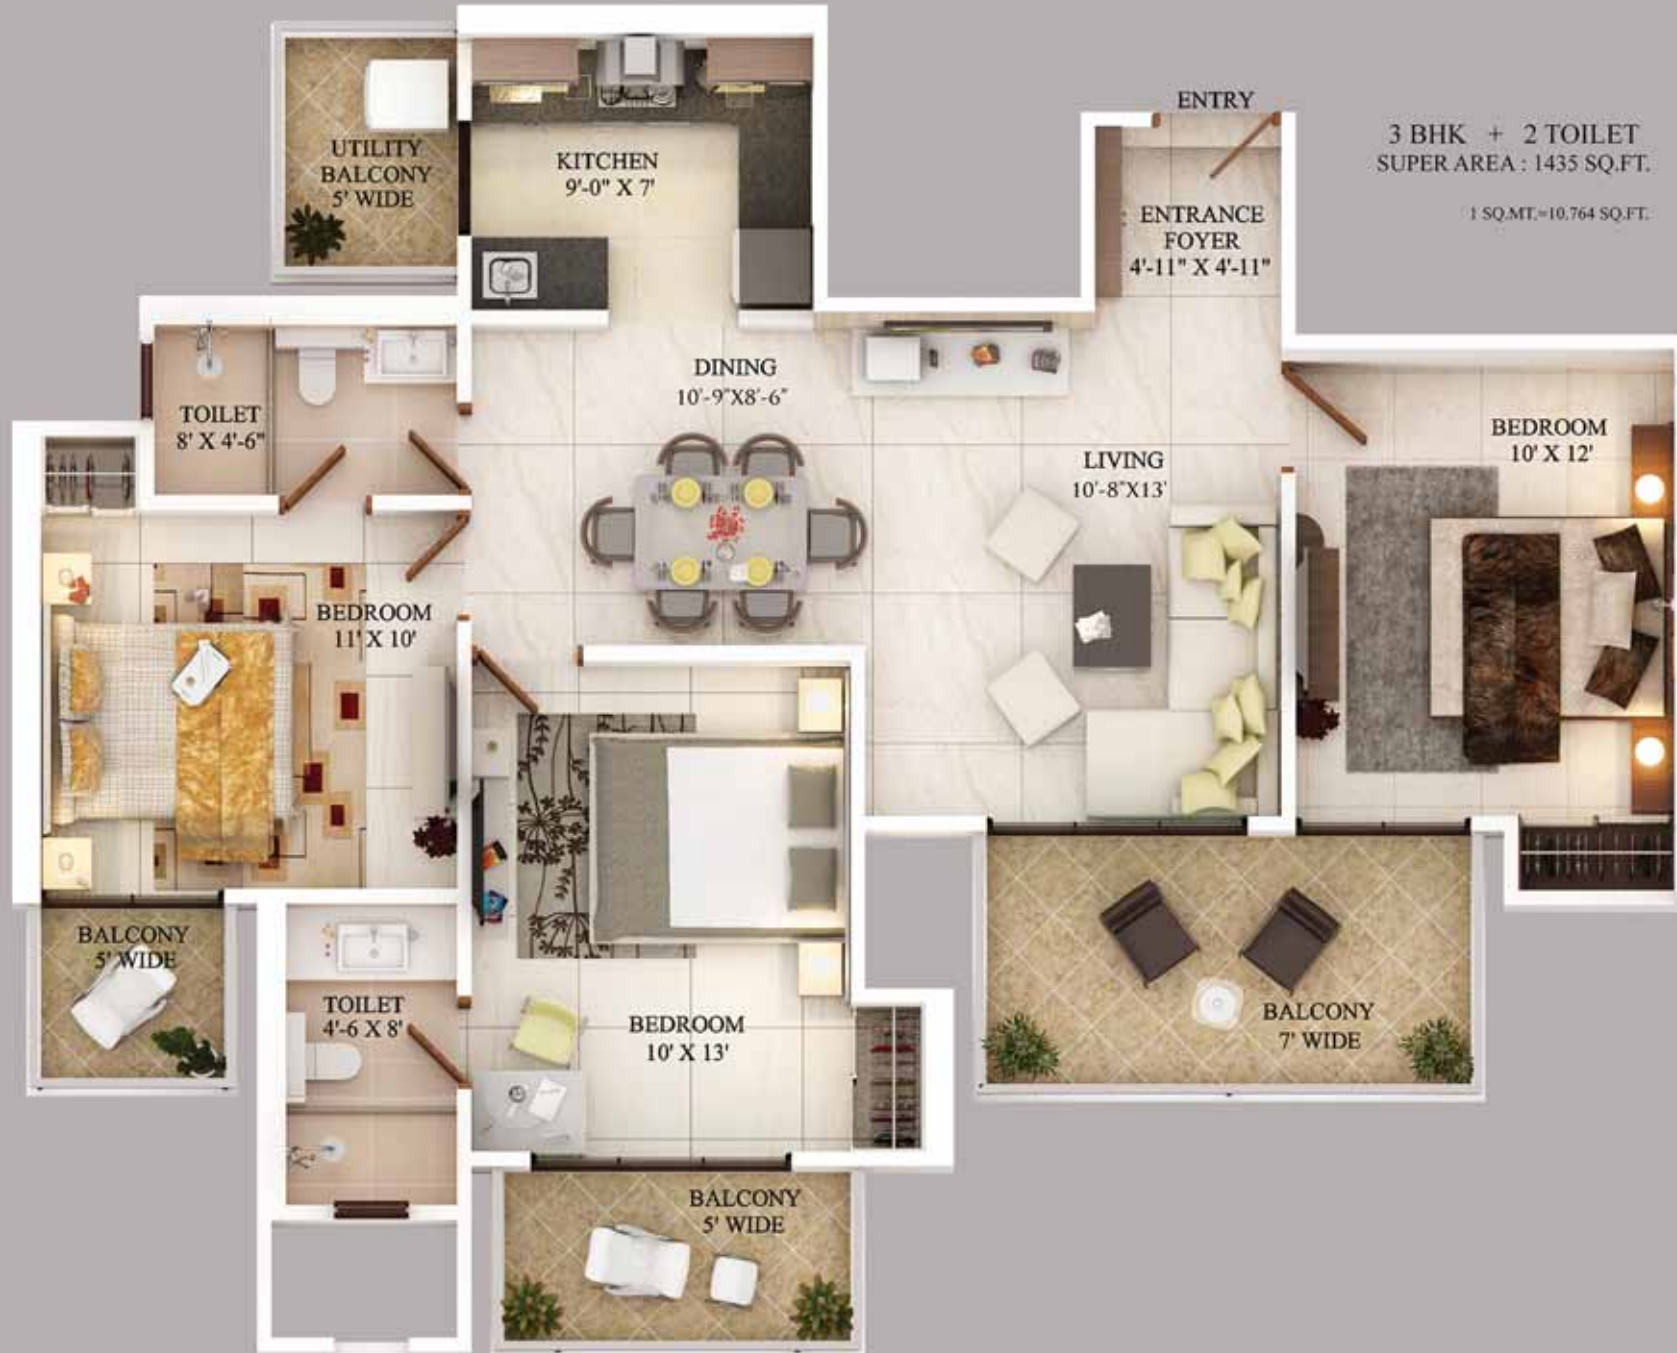 ENTRY
3 BHK + 2 TOILET
SUPER AREA : 1435 SQ.FT.
1 SQ.MT.=10.764 SQ.FT.
UTILITY
BALCONY
5' WIDE
KITCHEN
9'-0" X 7'
ENTRANCE
FOYER
4'-11" X 4'-11"
DINING
10'-9"X8'-6"
TOILET
8' X 4'-6"
LIVING
10'-8"X13'
BEDROOM
10' X 12'
BEDROOM
11' X 10'
BALCONY
5' WIDE
TOILET
4'-6 X 8'
BEDROOM
10' X 13'
BALCONY
7' WIDE
BALCONY
5' WIDE